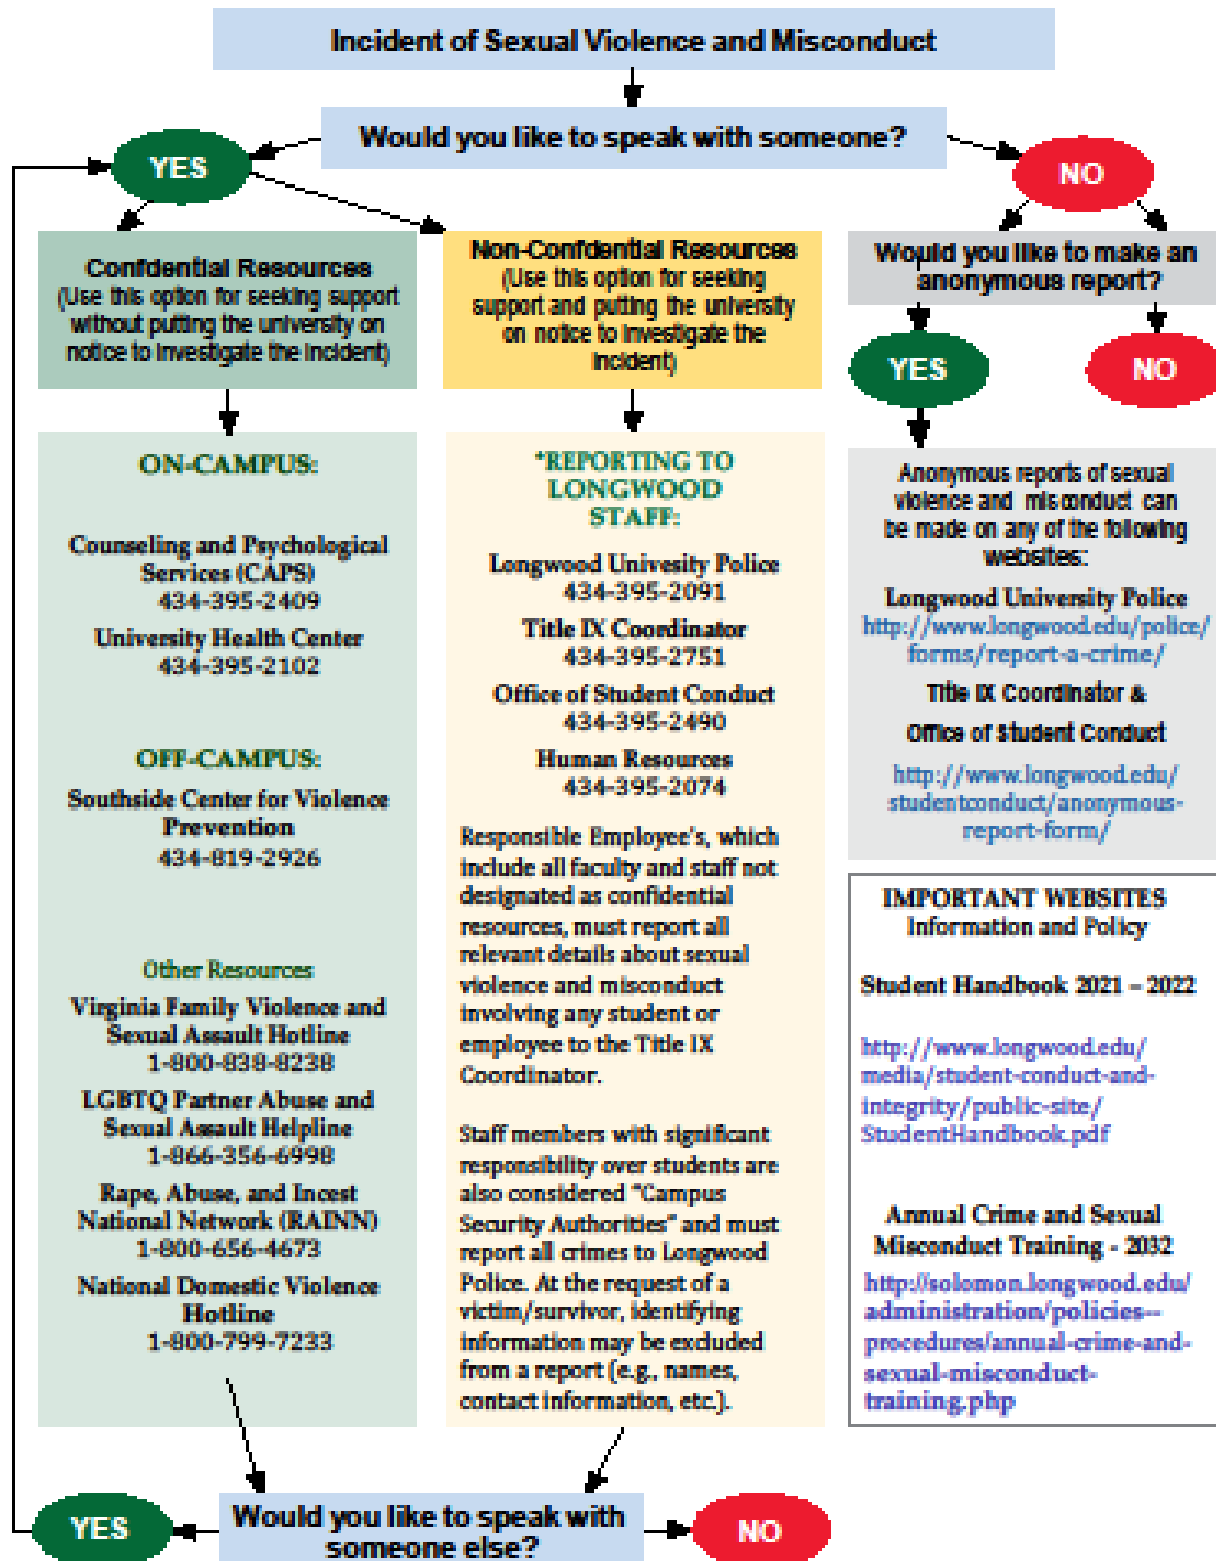 Incident of Sexual Violence and Misconduct
Would you like to speak with someone?
YES
NO
Confdential Resources
(Use this option for seeking support
without putting the university on
notice to investigate the incident)
Non-Confdential Resources
(Use this option for seeking
support and putting the university
on notice to investigate the
incident)
Would you like to make an
anonymous report?
YES
NO
ON-CAMPUS:
Counseling and Psychological
Services (CAPS)
434-395-2409
University Health Center
434-395-2102
OFF-CAMPUS:
Southside Center for Violence
Prevention
434-819-2926
Other Resources
Virginia Family Violence and
Sexual Assault Hotline
1-800-838-8238
LGBTQ Partner Abuse and
Sexual Assault Helpline
1-866-356-6998
Rape, Abuse, and Incest
National Network (RAINN)
1-800-656-4673
National Domestic Violence
Hotline
1-800-799-7233
*REPORTING TO
LONGWOOD
STAFF:
Longwood Univesity Police
434-395-2091
Title IX Coordinator
434-395-2751
Office of Student Conduct
434-395-2490
Human Resources
434-395-2074
Responsible Employee's, which
include all faculty and staff not
designated as confidential
resources, must report all
relevant details about sexual
violence and misconduct
involving any student or
employee to the Title IX
Coordinator.
Staff members with significant
responsibility over students are
also considered "Campus
Security Authorities" and must
report all crimes to Longwood
Police. At the request of a
victim/survivor, identifying
information may be excluded
from a report (e.g., names,
contact information, etc.).
Anonymous reports of sexual
violence and misconduct can
be made on any of the following
websites:
Longwood University Police
http://www.longwood.edu/police/
forms/report-a-crime/
Title IX Coordinator &
Office of Student Conduct
http://www.longwood.edu/
studentconduct/anonymous-
report-form/
IMPORTANT WEBSITES
Information and Policy
Student Handbook 2021 – 2022
http://www.longwood.edu/
media/student-conduct-and-
integrity/public-site/
StudentHandbook.pdf
Annual Crime and Sexual
Misconduct Training - 2032
http://solomon.longwood.edu/
administration/policies--
procedures/annual-crime-and-
sexual-misconduct-
training.php
Would you like to speak with
someone else?
YES
NO